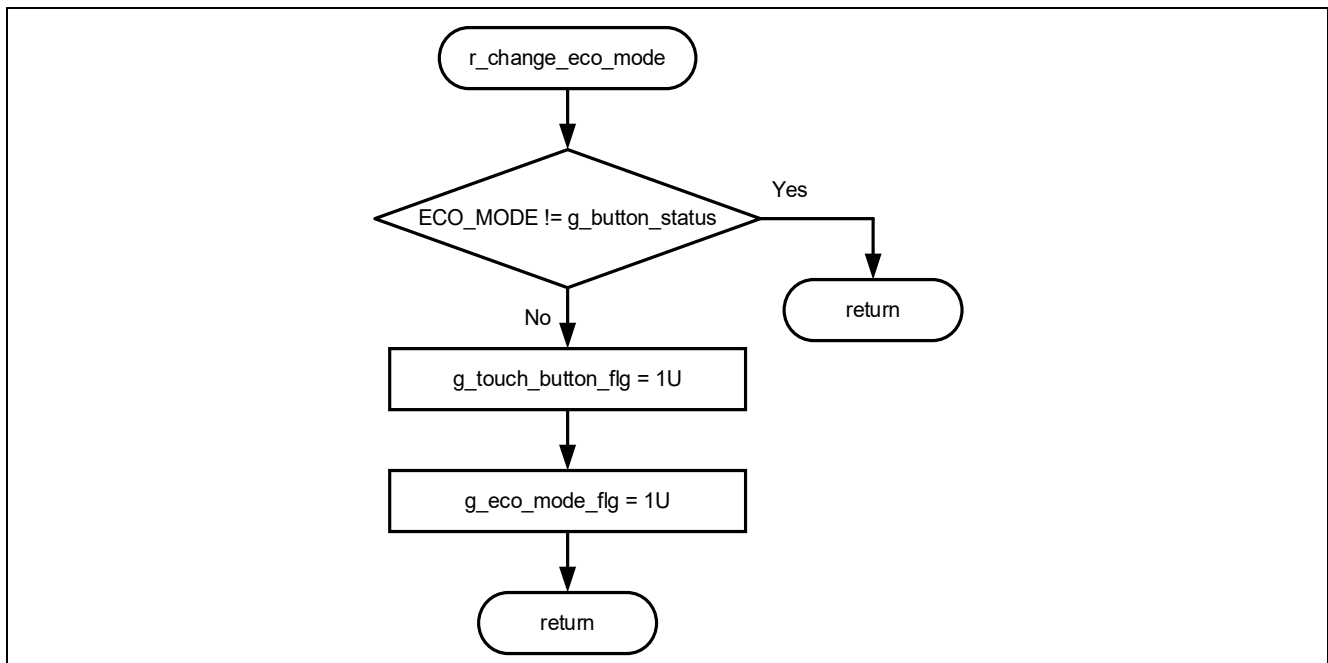 r_change_eco_mode
Yes
ECO_MODE != g_button_status
return
No
g_touch_button_flg = 1U
g_eco_mode_flg = 1U
return